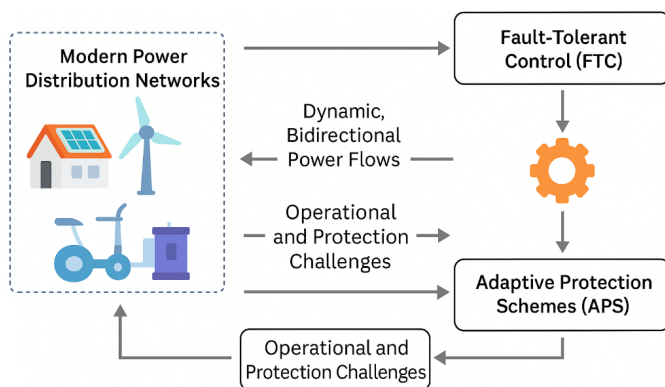 Modern Power
Distribution Networks
Fault-Tolerant
Control (FTC)
Dynamic,
Bidirectional
Power Flows
Operational
and Protection
Challenges
Adaptive Protection
Schemes (APS)
Operational and
Protection Challenges